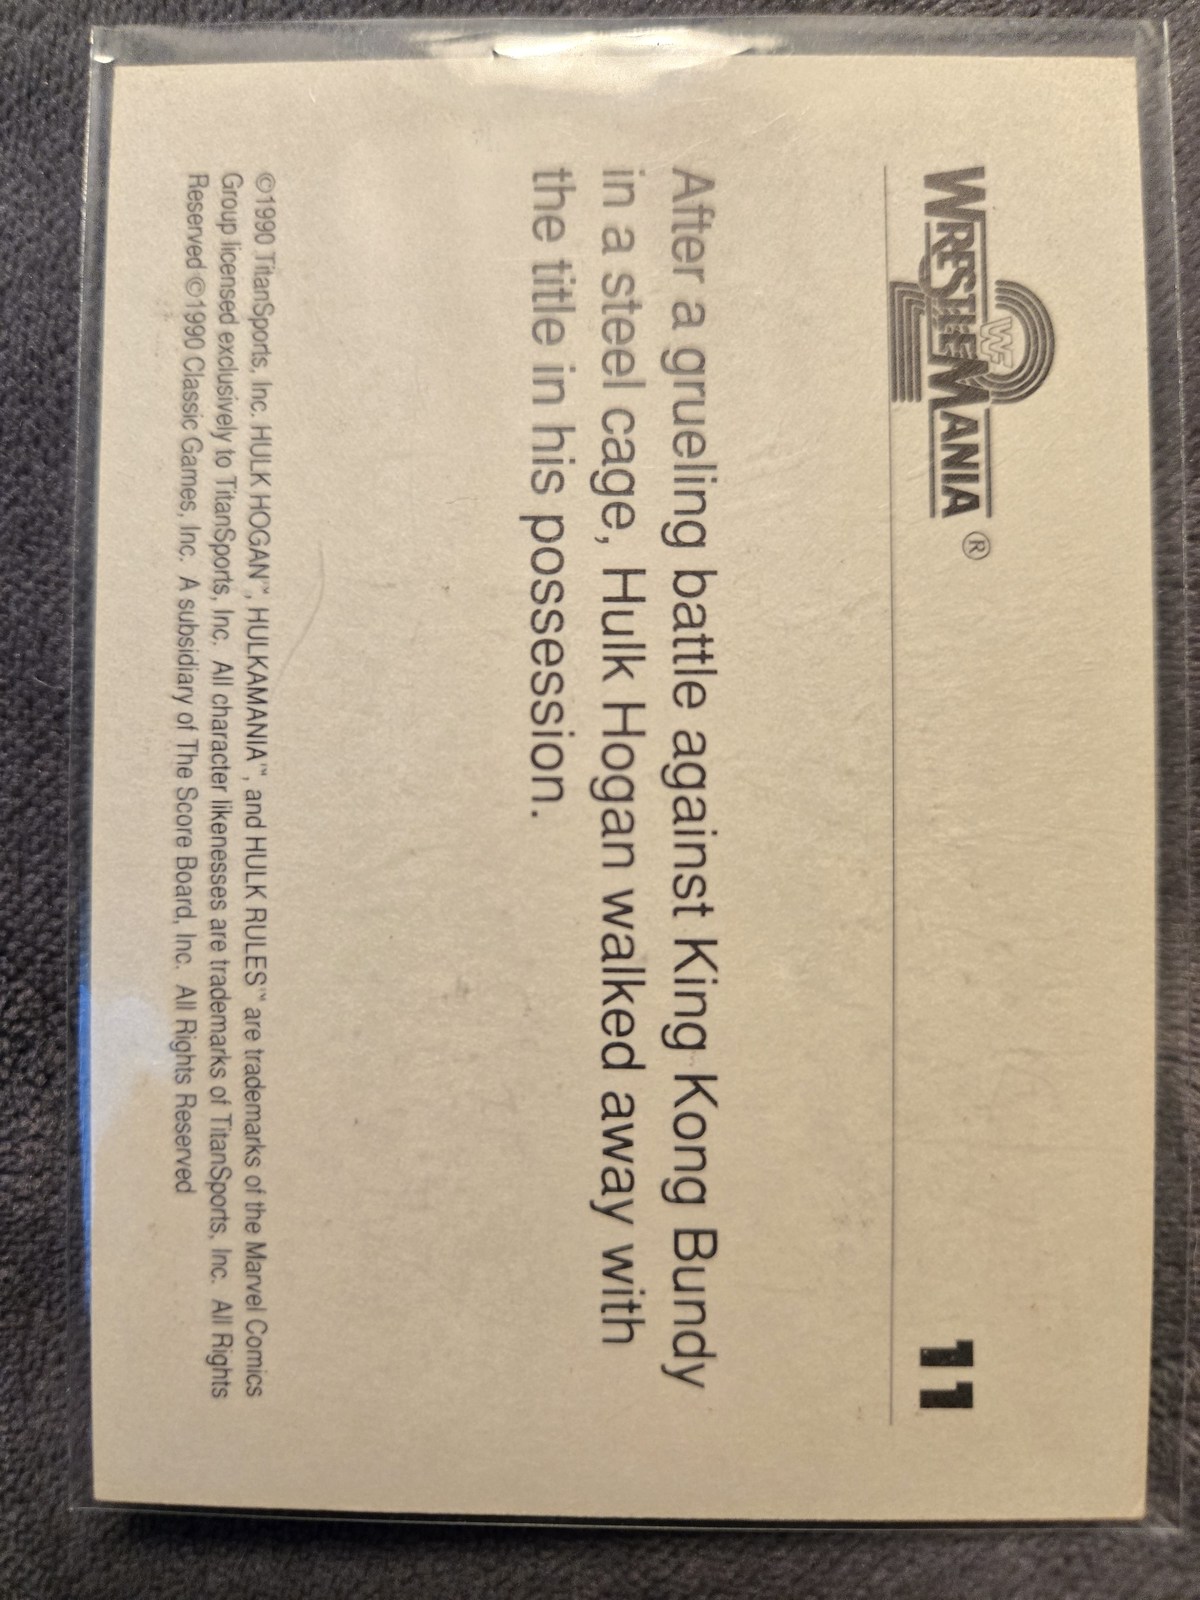 WRESTLEMANIA ® 11
2
WF
After a grueling battle against King Kong Bundy
in a steel cage, Hulk Hogan walked away with
the title in his possession.
©1990 TitanSports, Inc. HULK HOGAN™, HULKAMANIA™, and HULK RULES™ are trademarks of the Marvel Comics
Group licensed exclusively to TitanSports, Inc. All character likenesses are trademarks of TitanSports, Inc. All Rights
Reserved ©1990 Classic Games, Inc. A subsidiary of The Score Board, Inc. All Rights Reserved